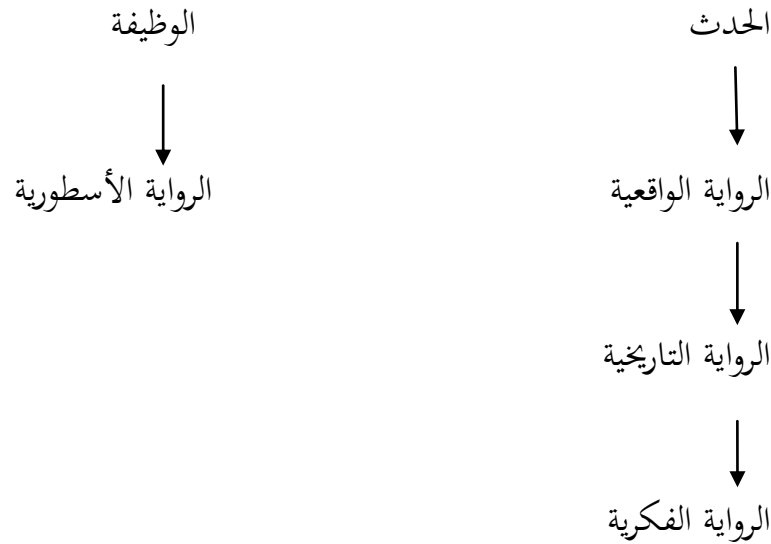 الحدث الوظيفة
الرواية الواقعية الرواية الأسطورية
الرواية التاريخية
الرواية الفكرية